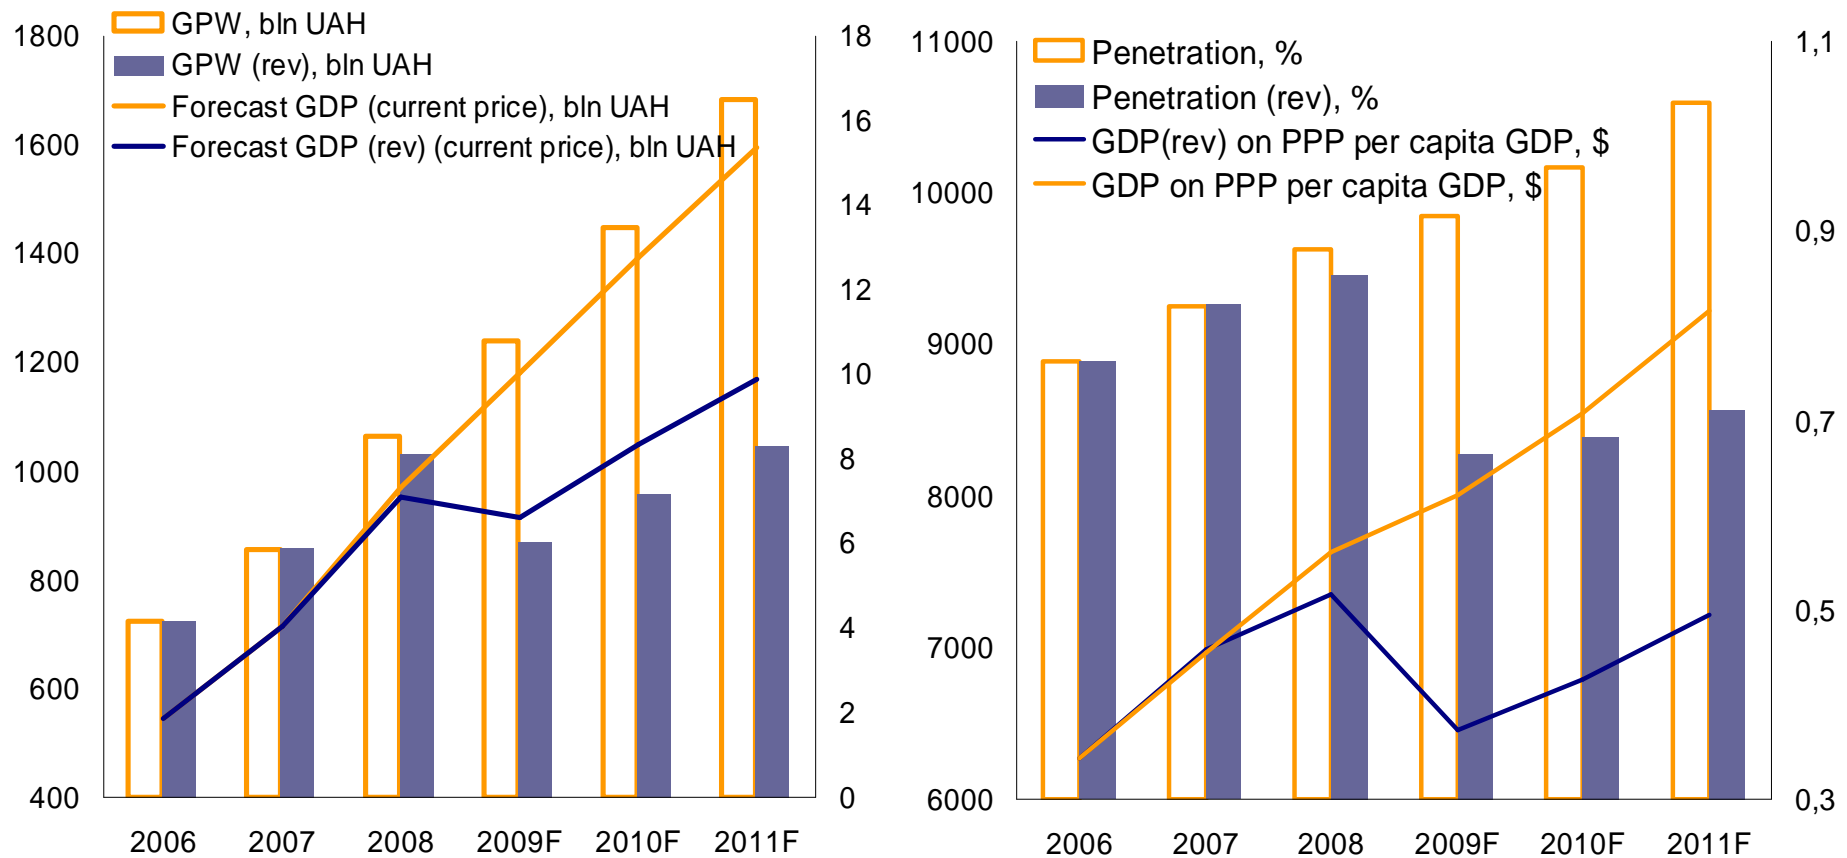 GPW, bln UAH
GPW (rev), bln UAH
Forecast GDP (current price), bln UAH
Forecast GDP (rev) (current price), bln UAH
1800
1600
1400
1200
1000
800
600
400
18
16
14
12
10
8
6
4
2
0
2006 2007 2008 2009F 2010F 2011F
Penetration, %
Penetration (rev), %
GDP(rev) on PPP per capita GDP, $
GDP on PPP per capita GDP, $
11000
10000
9000
8000
7000
6000
1,1
0,9
0,7
0,5
0,3
2006 2007 2008 2009F 2010F 2011F